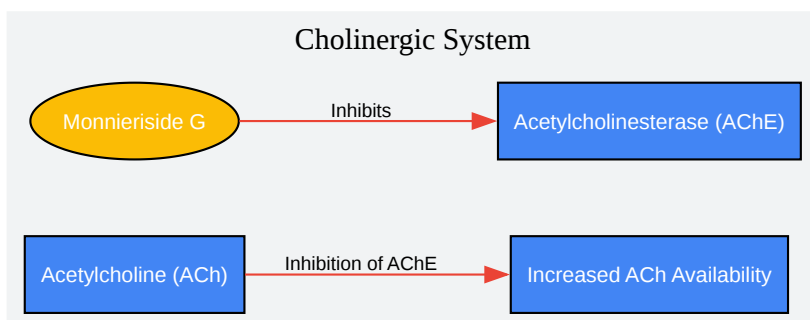 Cholinergic System
Monnieriside G
Inhibits
Acetylcholinesterase (AChE)
Acetylcholine (ACh)
Inhibition of AChE
Increased ACh Availability